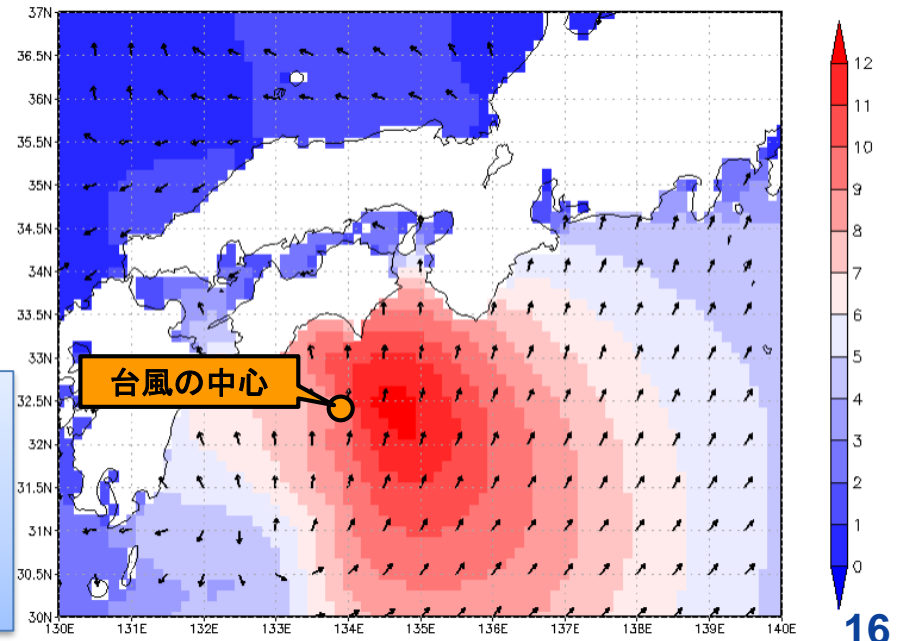 37N
36.5N
36N
35.5N
35N
34.5N
34N
33.5N
33N
32.5N
32N
31.5N
31N
30.5N
30N
台風の中心
130E 131E 132E 133E 134E 135E 136E 137E 138E 139E 140E
12
11
10
9
8
7
6
5
4
3
2
1
0
16